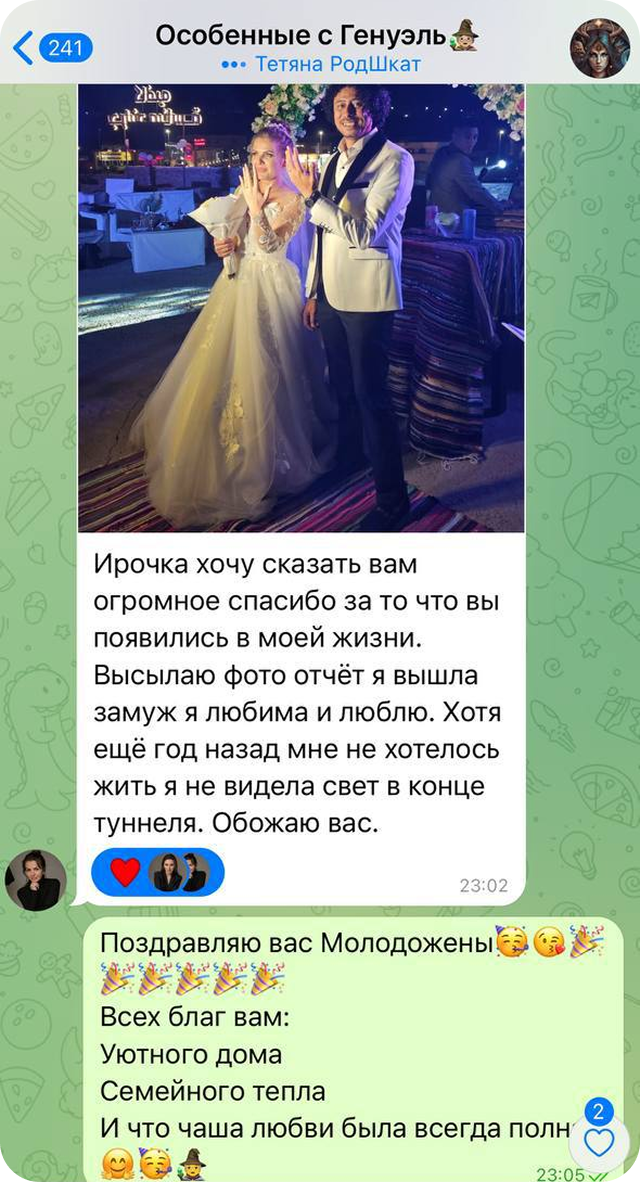 241
Особенные с Генуэль🧙🏼‍♀️
••• Тетяна РодШкат
Ирочка хочу сказать вам
огромное спасибо за то что вы
появились в моей жизни.
Высылаю фото отчёт я вышла
замуж я любима и люблю. Хотя
ещё год назад мне не хотелось
жить я не видела свет в конце
туннеля. Обожаю вас.
❤️
23:02
Поздравляю вас Молодожены🥳😘🎉
🎉🎉🎉🎉🎉
Всех благ вам:
Уютного дома
Семейного тепла
И что чаша любви была всегда
2
🤗🥳🧙‍♀️
23:05